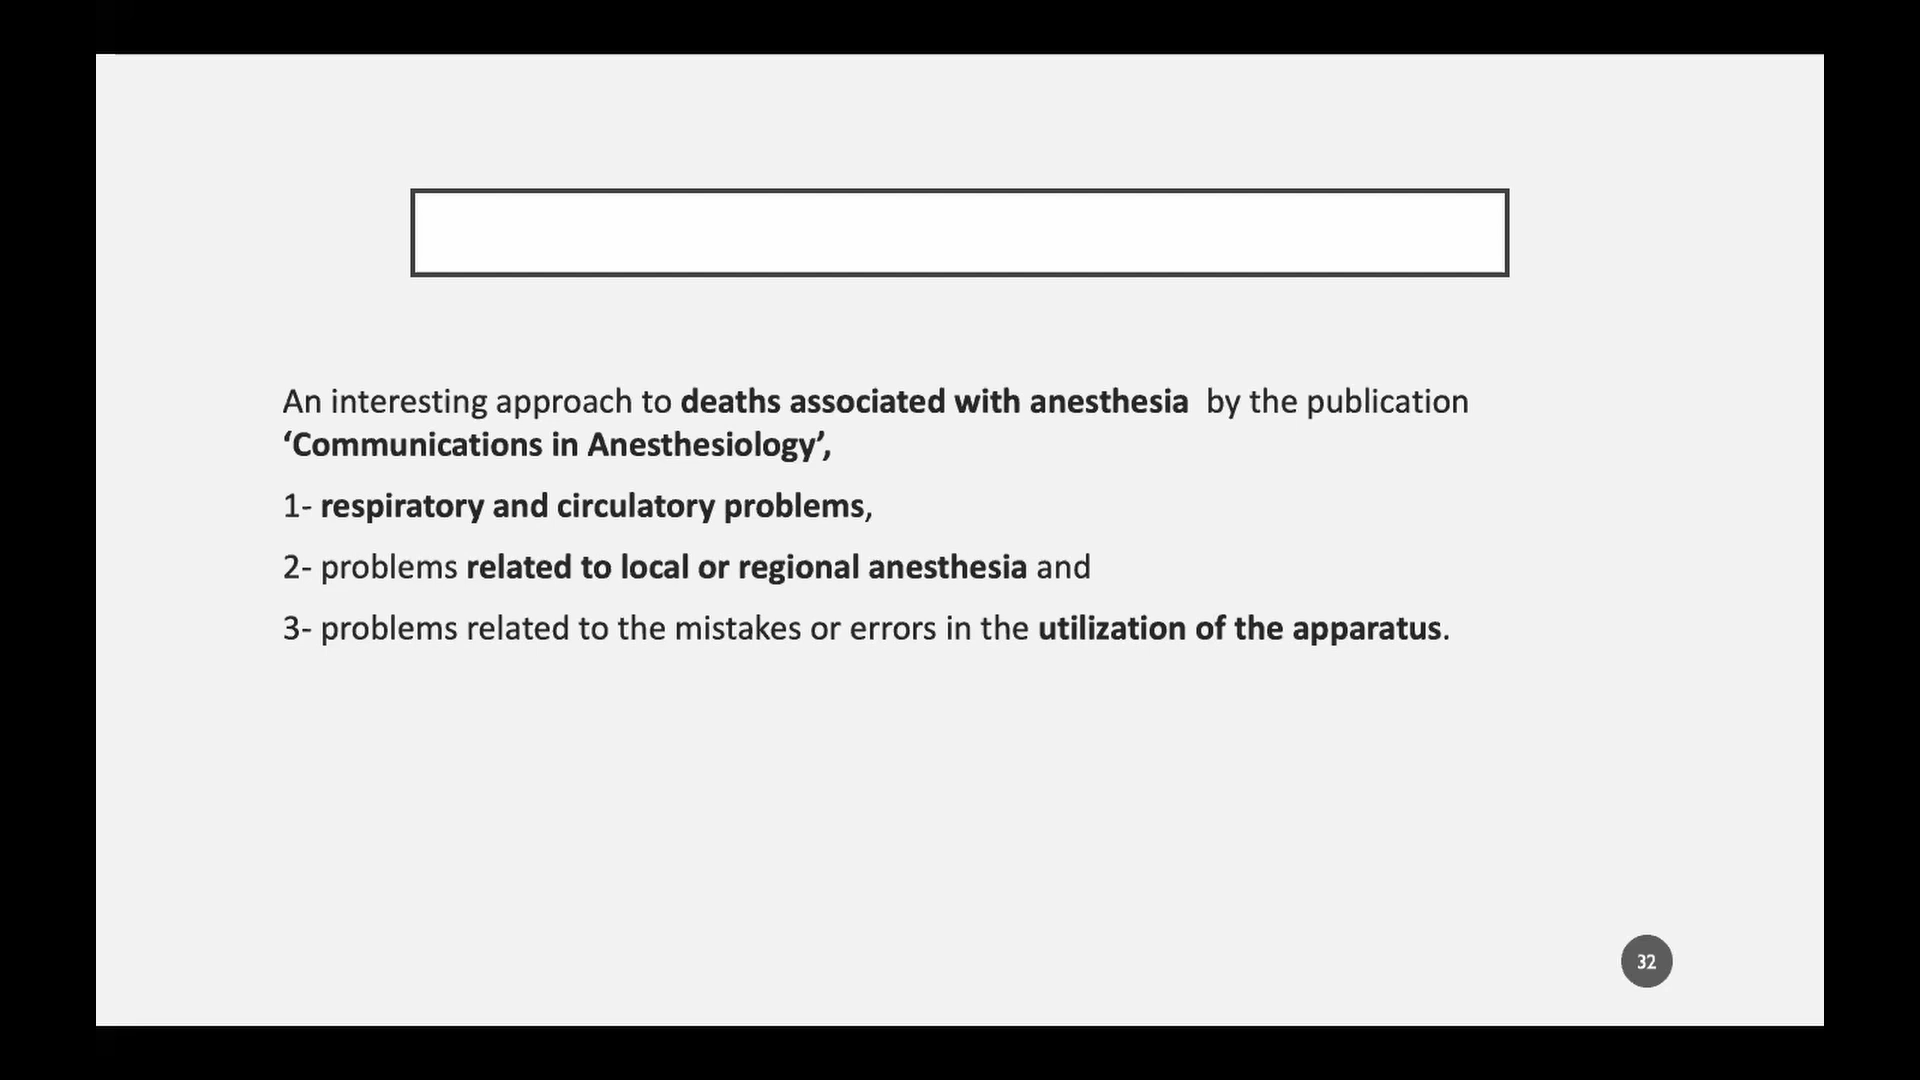 An interesting approach to deaths associated with anesthesia  by the publication
‘Communications in Anesthesiology’,
1- respiratory and circulatory problems,
2- problems related to local or regional anesthesia and
3- problems related to the mistakes or errors in the utilization of the apparatus.
32